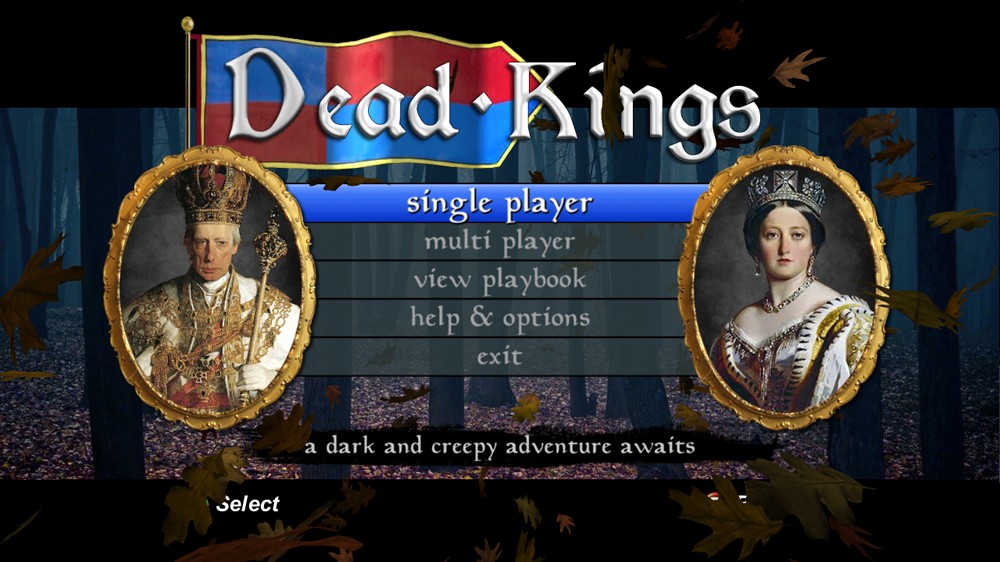 Dead·Kings
single player
multi player
view playbook
help & options
exit
a dark and creepy adventure awaits
Select